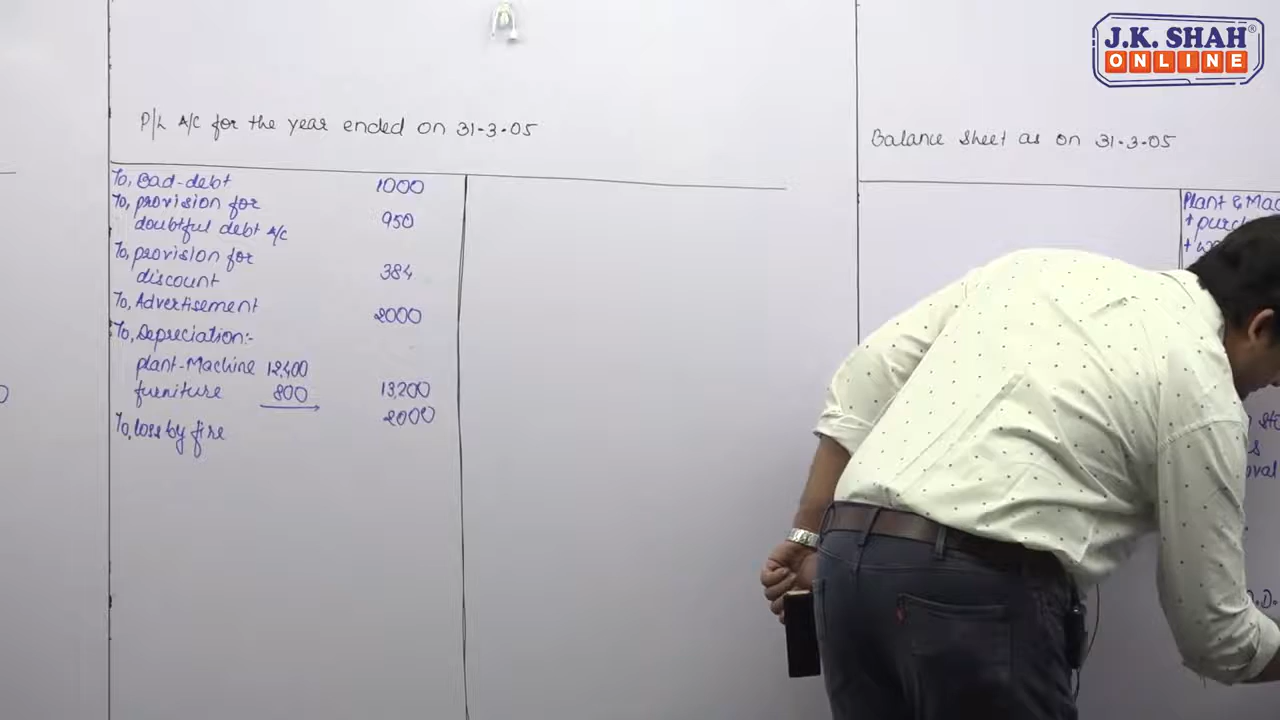 J.K. SHAH®
ONLINE
P/L A/C for the year ended on 31-3-05
To, Bad-debt 1000
To, provision for
doubtful debt A/c 950
To, provision for
discount 384
To, Advertisement 2000
To, Depreciation:-
plant-Machine 12,400
furniture 800 13,200
To, loss by fire 2000
Balance Sheet as on 31-3-05
Plant & Mac
+ purch